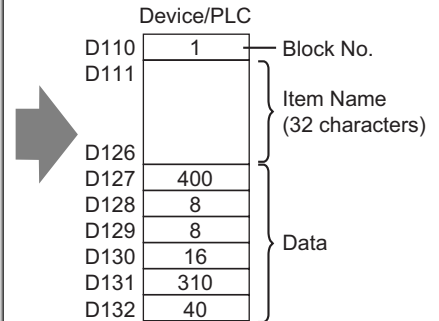 Device/PLC
D110 1 Block No.
D111
Item Name
(32 characters)
D126
D127 400
D128 8
D129 8
Data
D130 16
D131 310
D132 40